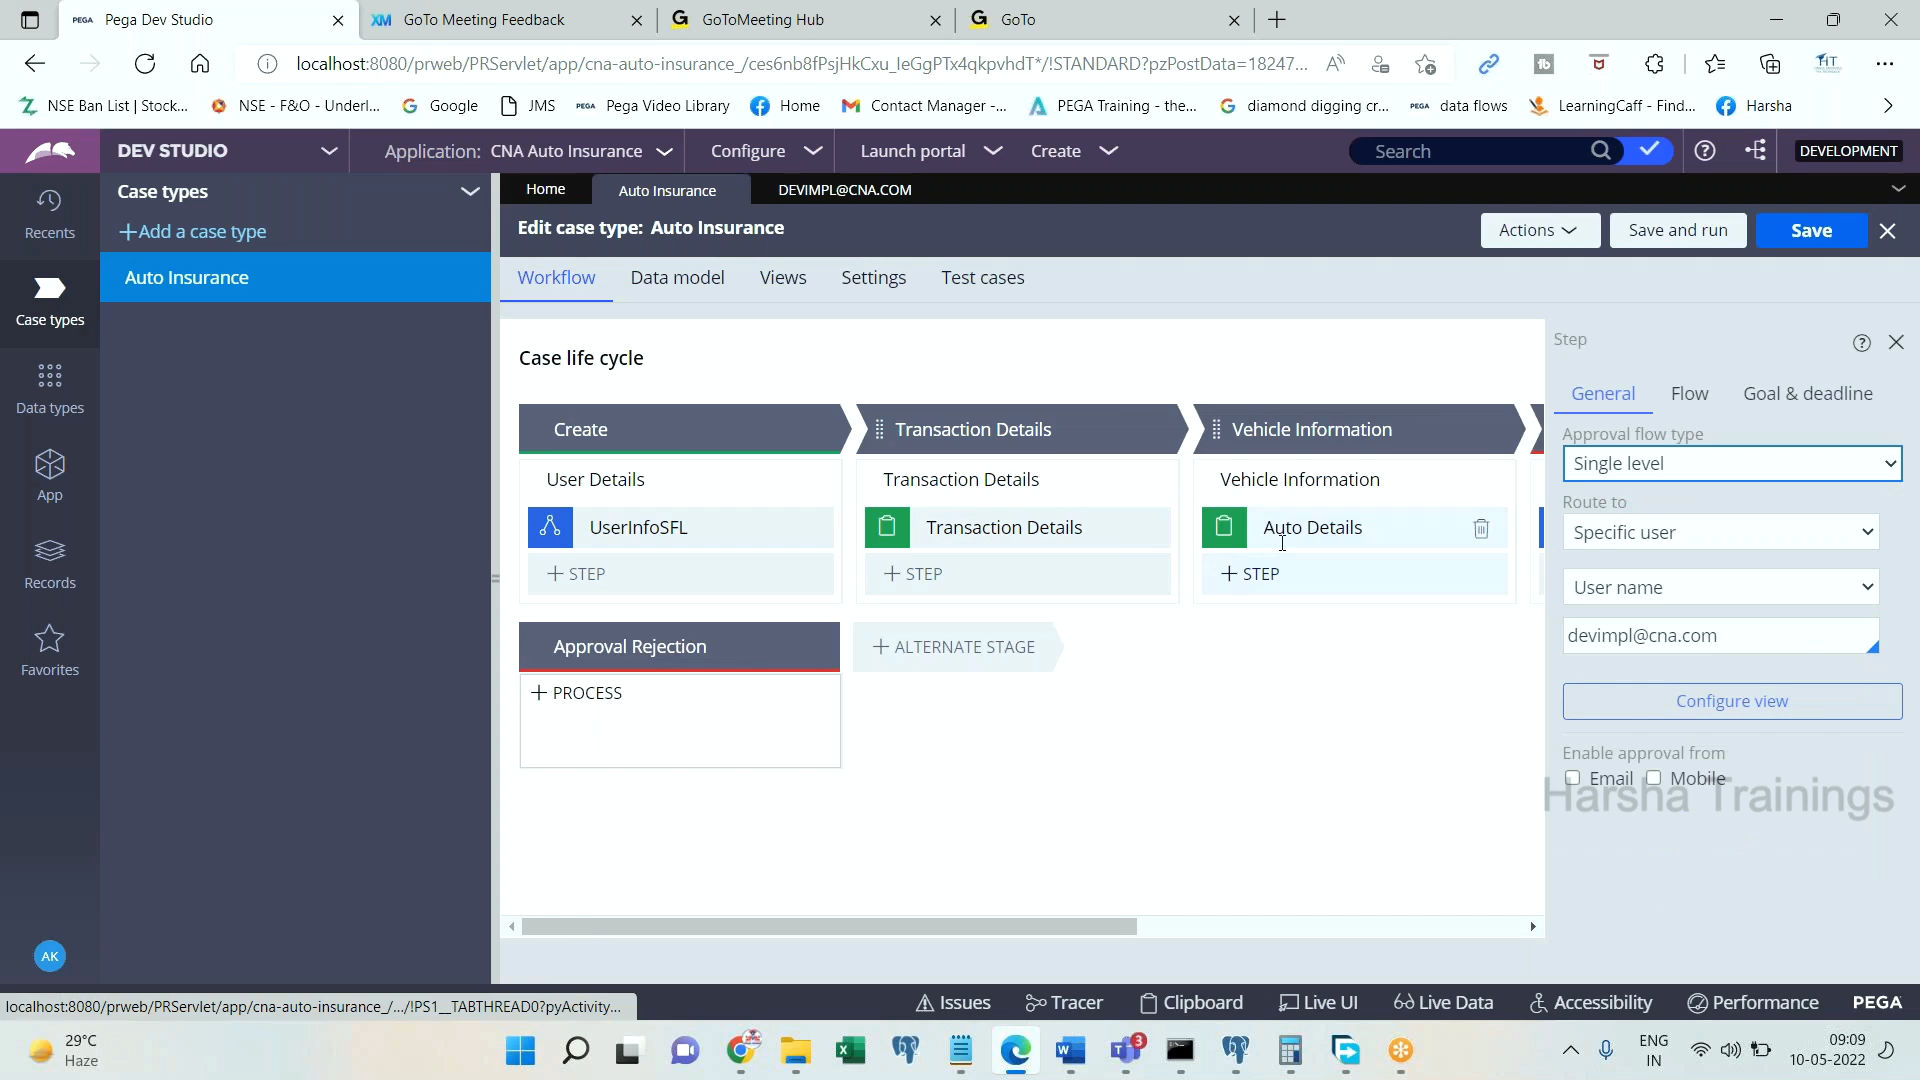 PEGA Pega Dev Studio
XM GoTo Meeting Feedback
G GoToMeeting Hub
G GoTo
localhost:8080/prweb/PRServlet/app/cna-auto-insurance_/ces6nb8fPsjHkCxu_IeGgPTx4qkpvhdT*/!STANDARD?pzPostData=18247...
NSE Ban List | Stock...
NSE - F&O - Underl...
Google
JMS
PEGA Pega Video Library
Home
Contact Manager -...
PEGA Training - the...
diamond digging cr...
PEGA data flows
LearningCaff - Find...
Harsha
DEV STUDIO
Application: CNA Auto Insurance
Configure
Launch portal
Create
Search
DEVELOPMENT
Recents
Case types
Data types
App
Records
Favorites
AK
Case types
+Add a case type
Auto Insurance
Home
Auto Insurance
DEVIMPL@CNA.COM
Edit case type: Auto Insurance
Actions
Save and run
Save
Workflow
Data model
Views
Settings
Test cases
Case life cycle
Create
Transaction Details
Vehicle Information
User Details
Transaction Details
Vehicle Information
UserInfoSFL
Transaction Details
Auto Details
+ STEP
+ STEP
+ STEP
Approval Rejection
+ ALTERNATE STAGE
+ PROCESS
Step
General
Flow
Goal & deadline
Approval flow type
Single level
Route to
Specific user
User name
devimpl@cna.com
Configure view
Enable approval from
Email
Mobile
Harsha Trainings
localhost:8080/prweb/PRServlet/app/cna-auto-insurance_/.../!PS1__TABTHREAD0?pyActivity...
Issues
Tracer
Clipboard
Live UI
Live Data
Accessibility
Performance
PEGA
29°C
Haze
3
ENG
IN
09:09
10-05-2022